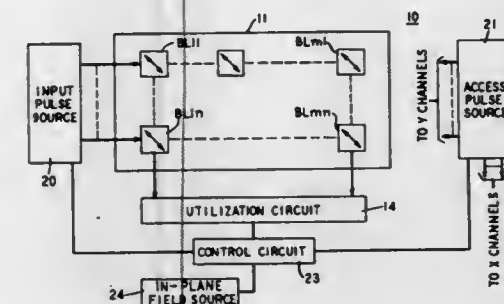 11
10
21
BL11
BLm1
INPUT
PULSE
SOURCE
20
TO Y CHANNELS
ACCESS
PULSE
SOURCE
BL1n
BLmn
UTILIZATION CIRCUIT
14
TO X CHANNELS
CONTROL CIRCUIT
23
24
IN-PLANE
FIELD SOURCE